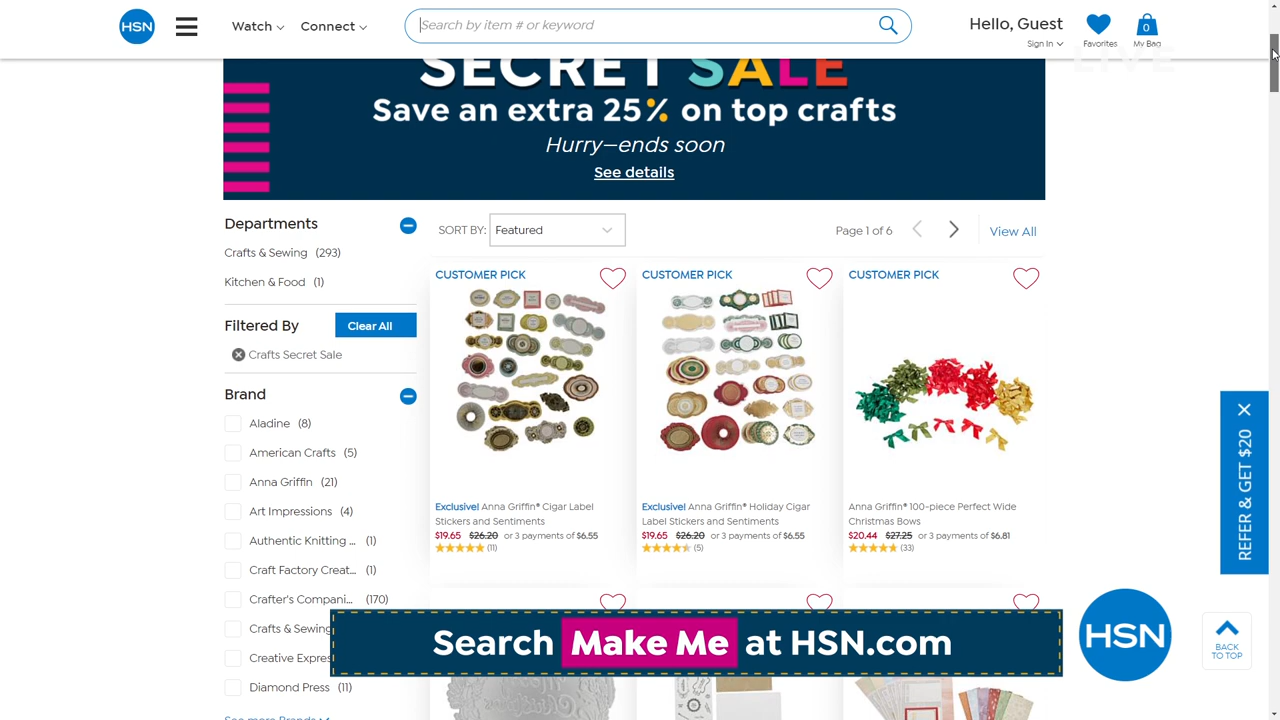 HSN
Watch
Connect
Search by item # or keyword
Hello, Guest
Sign In
Favorites
0
My Bag
LIVE
SECRET SALE
Save an extra 25% on top crafts
Hurry—ends soon
See details
Departments
Crafts & Sewing (293)
Kitchen & Food (1)
Filtered By
Clear All
Crafts Secret Sale
Brand
Aladine (8)
American Crafts (5)
Anna Griffin (21)
Art Impressions (4)
Authentic Knitting ... (1)
Craft Factory Creat... (1)
Crafter's Compani... (170)
Crafts & Sewing
Creative Expres
Diamond Press (11)
See more Brands
SORT BY: Featured
Page 1 of 6
View All
CUSTOMER PICK
Exclusive! Anna Griffin® Cigar Label
Stickers and Sentiments
$19.65 $26.20 or 3 payments of $6.55
(11)
CUSTOMER PICK
Exclusive! Anna Griffin® Holiday Cigar
Label Stickers and Sentiments
$19.65 $26.20 or 3 payments of $6.55
(5)
CUSTOMER PICK
Anna Griffin® 100-piece Perfect Wide
Christmas Bows
$20.44 $27.25 or 3 payments of $6.81
(33)
REFER & GET $20
Search Make Me at HSN.com
HSN
BACK
TO TOP